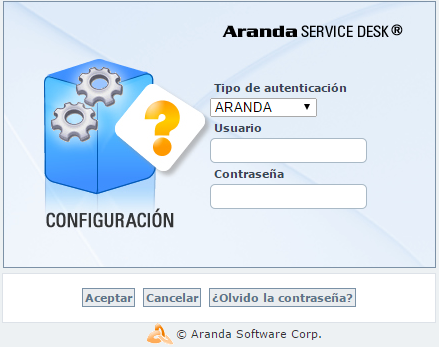 Aranda SERVICE DESK®
Tipo de autenticación
ARANDA
Usuario
Contraseña
CONFIGURACIÓN
Aceptar Cancelar ¿Olvido la contraseña?
© Aranda Software Corp.